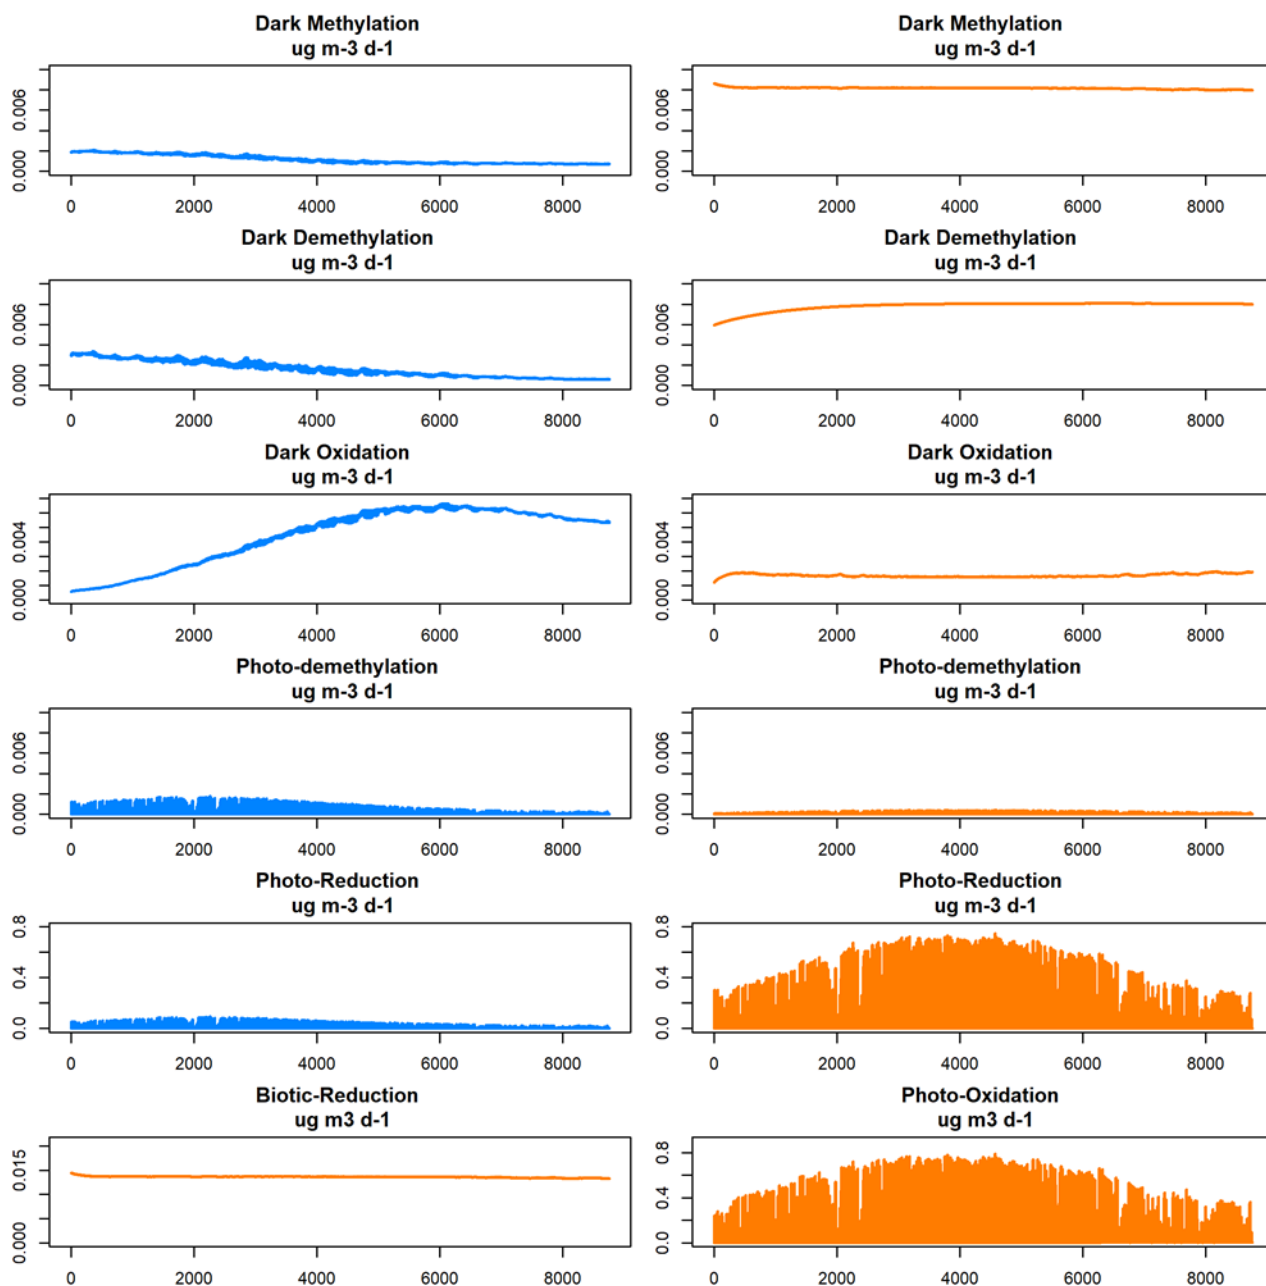 Dark Methylation
ug m-3 d-1
0.006
0.000
0 2000 4000 6000 8000
Dark Methylation
ug m-3 d-1
0.006
0.000
0 2000 4000 6000 8000
Dark Demethylation
ug m-3 d-1
0.006
0.000
0 2000 4000 6000 8000
Dark Demethylation
ug m-3 d-1
0.006
0.000
0 2000 4000 6000 8000
Dark Oxidation
ug m-3 d-1
0.004
0.000
0 2000 4000 6000 8000
Dark Oxidation
ug m-3 d-1
0.004
0.000
0 2000 4000 6000 8000
Photo-demethylation
ug m-3 d-1
0.006
0.000
0 2000 4000 6000 8000
Photo-demethylation
ug m-3 d-1
0.006
0.000
0 2000 4000 6000 8000
Photo-Reduction
ug m-3 d-1
0.8
0.4
0.0
0 2000 4000 6000 8000
Photo-Reduction
ug m-3 d-1
0.8
0.4
0.0
0 2000 4000 6000 8000
Biotic-Reduction
ug m3 d-1
0.015
0.000
0 2000 4000 6000 8000
Photo-Oxidation
ug m3 d-1
0.8
0.4
0.0
0 2000 4000 6000 8000